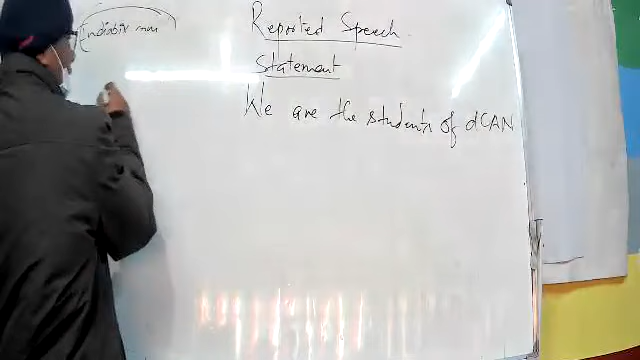 Reported Speech
Statement
We are the students of dCAN